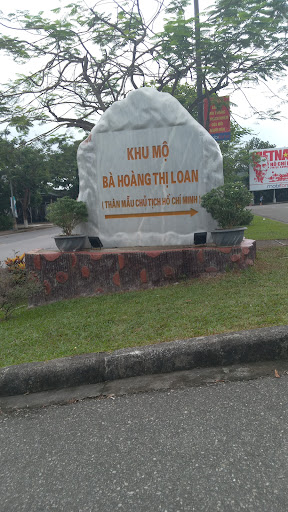 KHU MỘ
BÀ HOÀNG THỊ LOAN
( THÂN MẪU CHỦ TỊCH HỒ CHÍ MINH )